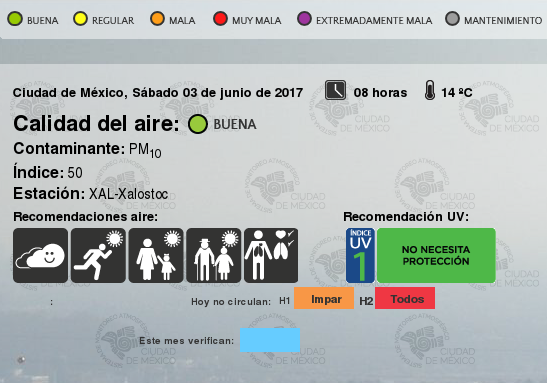 BUENA REGULAR MALA MUY MALA EXTREMADAMENTE MALA MANTENIMIENTO
Ciudad de México, Sábado 03 de junio de 2017 08 horas 14 ºC
Calidad del aire: BUENA
Contaminante: PM10
Índice: 50
Estación: XAL-Xalostoc
Recomendaciones aire: Recomendación UV:
ÍNDICE
UV
1
NO NECESITA
PROTECCIÓN
: Hoy no circulan: H1 Impar H2 Todos
Este mes verifican:
CIUDAD
DE MÉXICO